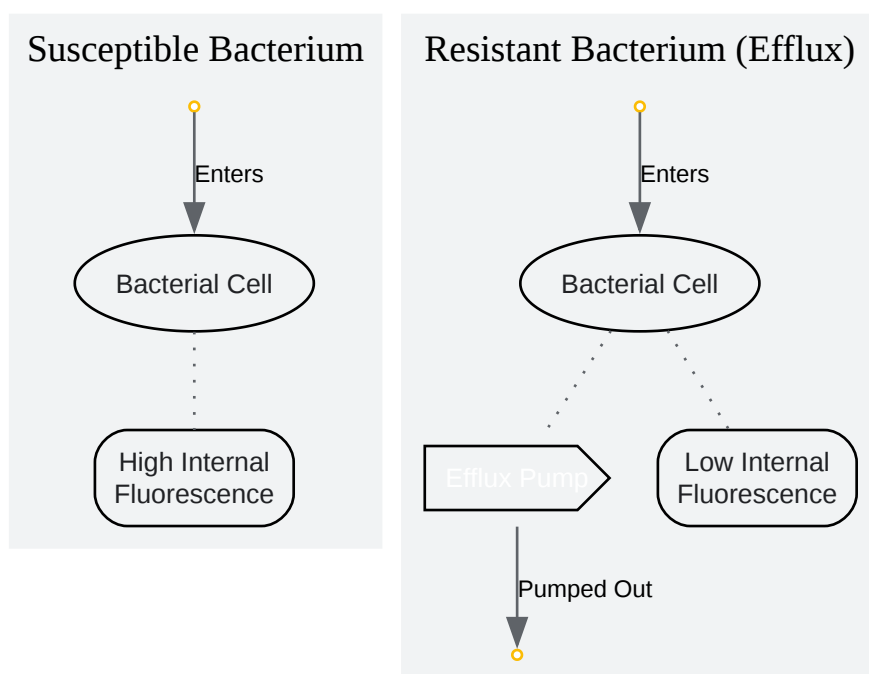 Susceptible Bacterium
Enters
Bacterial Cell
High Internal
Fluorescence
Resistant Bacterium (Efflux)
Enters
Bacterial Cell
Efflux Pump
Low Internal
Fluorescence
Pumped Out